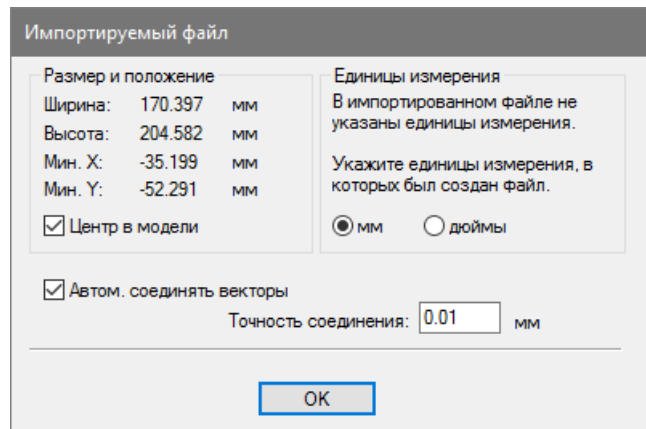 Импортируемый файл
Размер и положение
Ширина: 170.397 мм
Высота: 204.582 мм
Мин. X: -35.199 мм
Мин. Y: -52.291 мм
Центр в модели
Единицы измерения
В импортированном файле не
указаны единицы измерения.
Укажите единицы измерения, в
которых был создан файл.
мм дюймы
Автом. соединять векторы
Точность соединения: 0.01 мм
OK